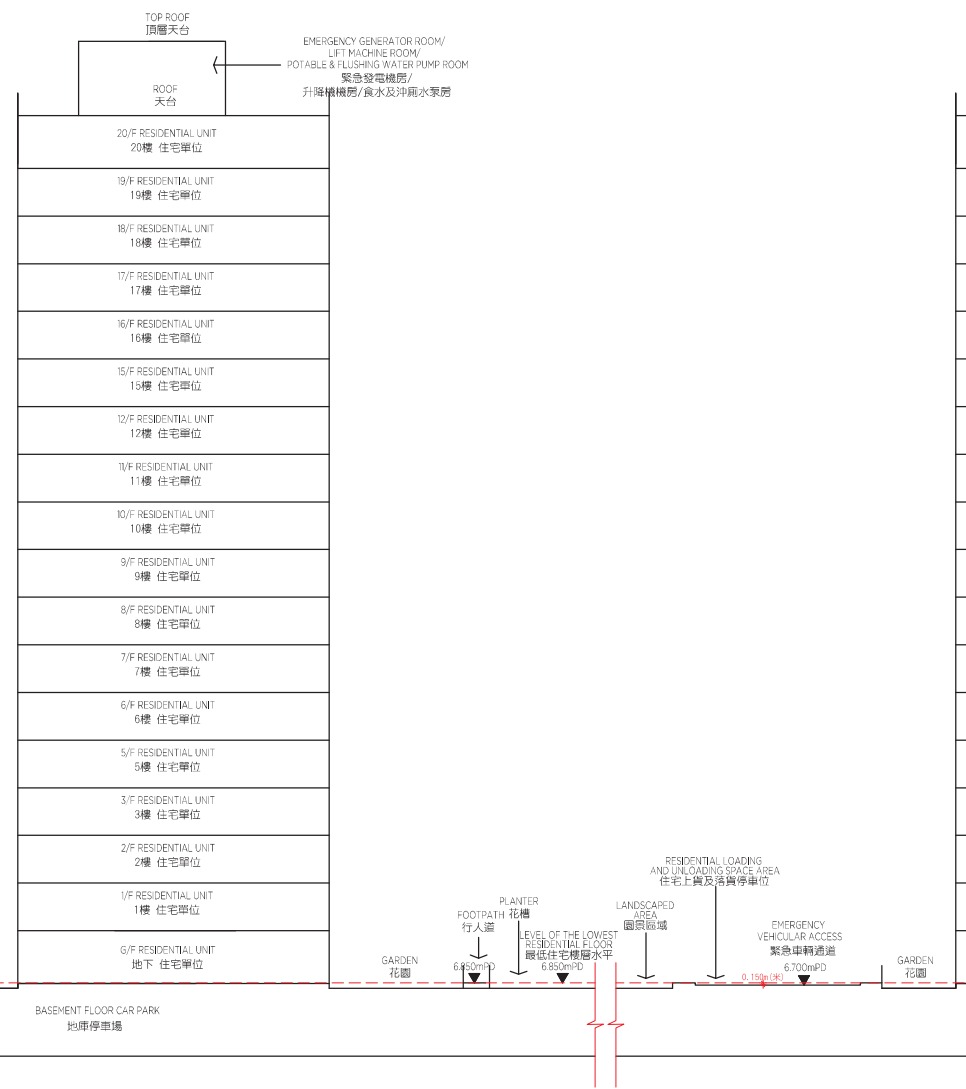 TOP ROOF
頂層天台
EMERGENCY GENERATOR ROOM/
LIFT MACHINE ROOM/
POTABLE & FLUSHING WATER PUMP ROOM
緊急發電機房/
升降機機房/食水及沖廁水泵房
ROOF
天台
20/F RESIDENTIAL UNIT
20樓 住宅單位
19/F RESIDENTIAL UNIT
19樓 住宅單位
18/F RESIDENTIAL UNIT
18樓 住宅單位
17/F RESIDENTIAL UNIT
17樓 住宅單位
16/F RESIDENTIAL UNIT
16樓 住宅單位
15/F RESIDENTIAL UNIT
15樓 住宅單位
12/F RESIDENTIAL UNIT
12樓 住宅單位
11/F RESIDENTIAL UNIT
11樓 住宅單位
10/F RESIDENTIAL UNIT
10樓 住宅單位
9/F RESIDENTIAL UNIT
9樓 住宅單位
8/F RESIDENTIAL UNIT
8樓 住宅單位
7/F RESIDENTIAL UNIT
7樓 住宅單位
6/F RESIDENTIAL UNIT
6樓 住宅單位
5/F RESIDENTIAL UNIT
5樓 住宅單位
3/F RESIDENTIAL UNIT
3樓 住宅單位
2/F RESIDENTIAL UNIT
2樓 住宅單位
1/F RESIDENTIAL UNIT
1樓 住宅單位
G/F RESIDENTIAL UNIT
地下 住宅單位
GARDEN
花園
FOOTPATH
行人道
6.850mPD
PLANTER
花槽
LEVEL OF THE LOWEST
RESIDENTIAL FLOOR
最低住宅樓層水平
6.850mPD
LANDSCAPED
AREA
園景區域
RESIDENTIAL LOADING
AND UNLOADING SPACE AREA
住宅上貨及落貨停車位
EMERGENCY
VEHICULAR ACCESS
緊急車輛通道
6.700mPD
0.150m(米)
GARDEN
花園
BASEMENT FLOOR CAR PARK
地庫停車場